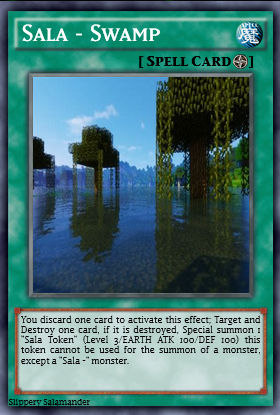 Sala - Swamp
魔
[ Spell Card ]
You discard one card to activate this effect; Target and
Destroy one card, if it is destroyed, Special summon 1
"Sala Token" (Level 3/EARTH ATK 100/DEF 100) this
token cannot be used for the summon of a monster,
except a "Sala -" monster.
Slippery Salamander